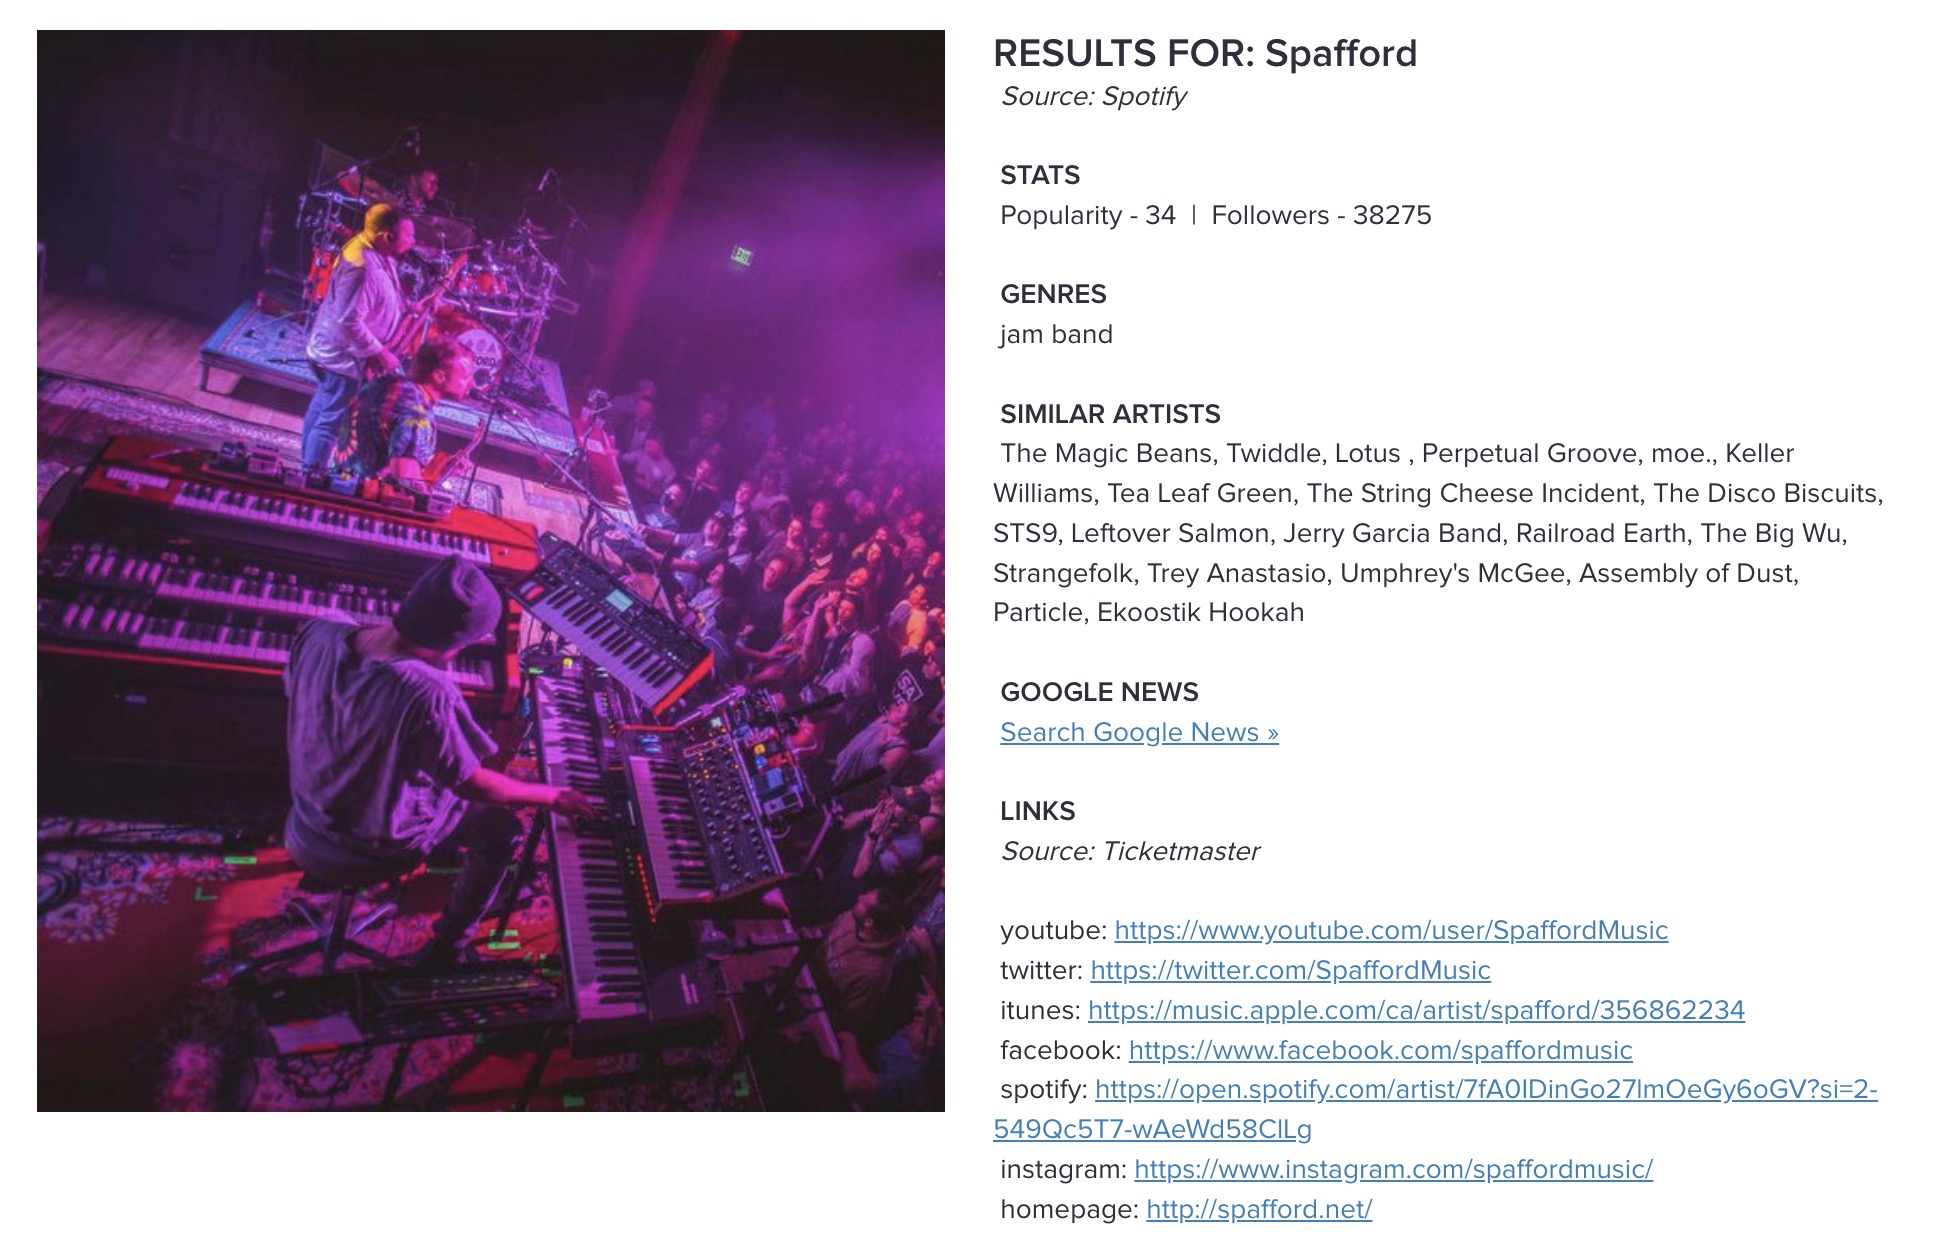 RESULTS FOR: Spafford
Source: Spotify
STATS
Popularity - 34 | Followers - 38275
GENRES
jam band
SIMILAR ARTISTS
The Magic Beans, Twiddle, Lotus , Perpetual Groove, moe., Keller
Williams, Tea Leaf Green, The String Cheese Incident, The Disco Biscuits,
STS9, Leftover Salmon, Jerry Garcia Band, Railroad Earth, The Big Wu,
Strangefolk, Trey Anastasio, Umphrey's McGee, Assembly of Dust,
Particle, Ekoostik Hookah
GOOGLE NEWS
Search Google News »
LINKS
Source: Ticketmaster
youtube: https://www.youtube.com/user/SpaffordMusic
twitter: https://twitter.com/SpaffordMusic
itunes: https://music.apple.com/ca/artist/spafford/356862234
facebook: https://www.facebook.com/spaffordmusic
spotify: https://open.spotify.com/artist/7fA0lDinGo27lmOeGy6oGV?si=2-
549Qc5T7-wAeWd58ClLg
instagram: https://www.instagram.com/spaffordmusic/
homepage: http://spafford.net/